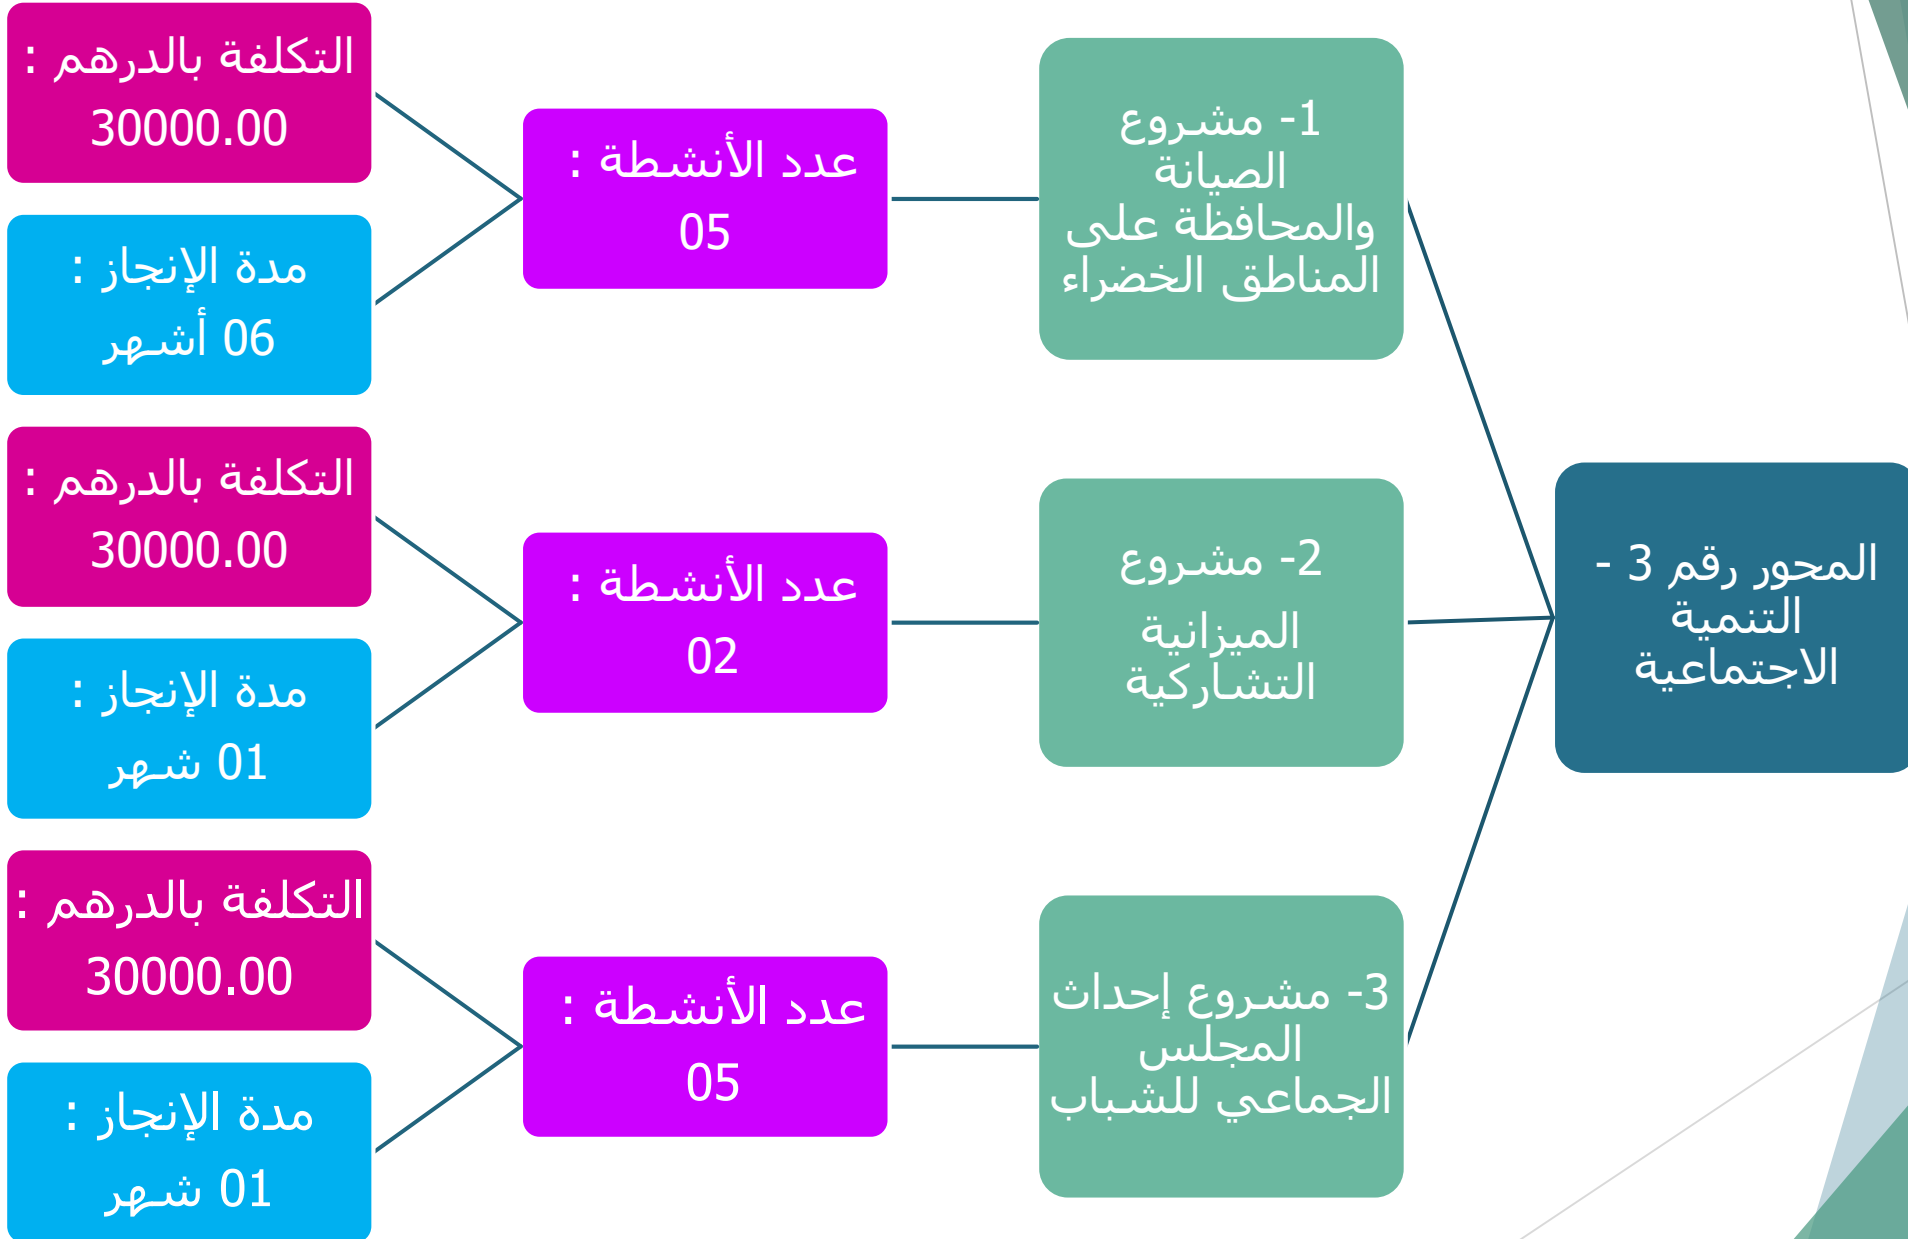 المحور رقم 3 -
التنمية
الاجتماعية
1- مشروع
الصيانة
والمحافظة على
المناطق الخضراء
عدد الأنشطة :
05
التكلفة بالدرهم :
30000.00
مدة الإنجاز :
06 أشهر
2- مشروع
الميزانية
التشاركية
عدد الأنشطة :
02
التكلفة بالدرهم :
30000.00
مدة الإنجاز :
01 شهر
3- مشروع إحداث
المجلس
الجماعي للشباب
عدد الأنشطة :
05
التكلفة بالدرهم :
30000.00
مدة الإنجاز :
01 شهر